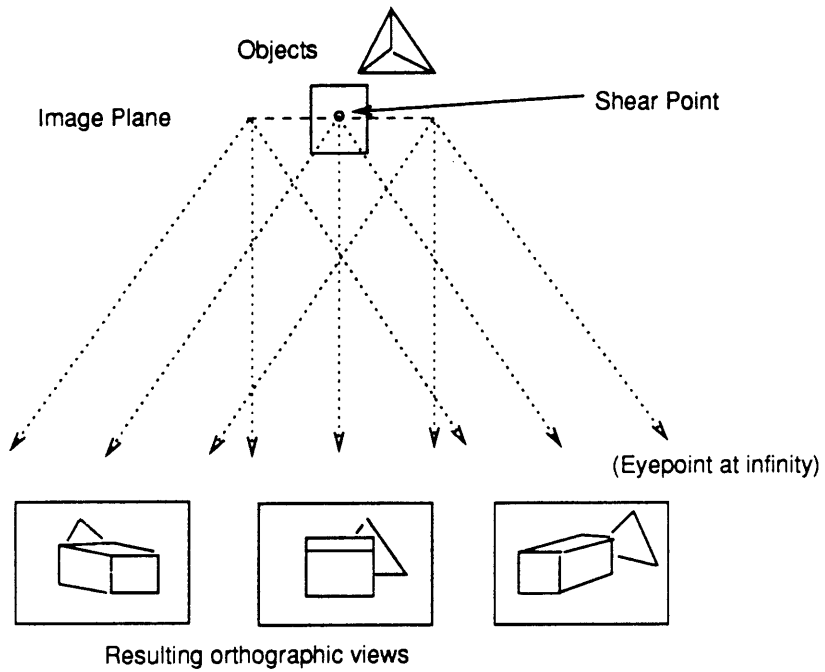 Objects
Shear Point
Image Plane
(Eyepoint at infinity)
Resulting orthographic views